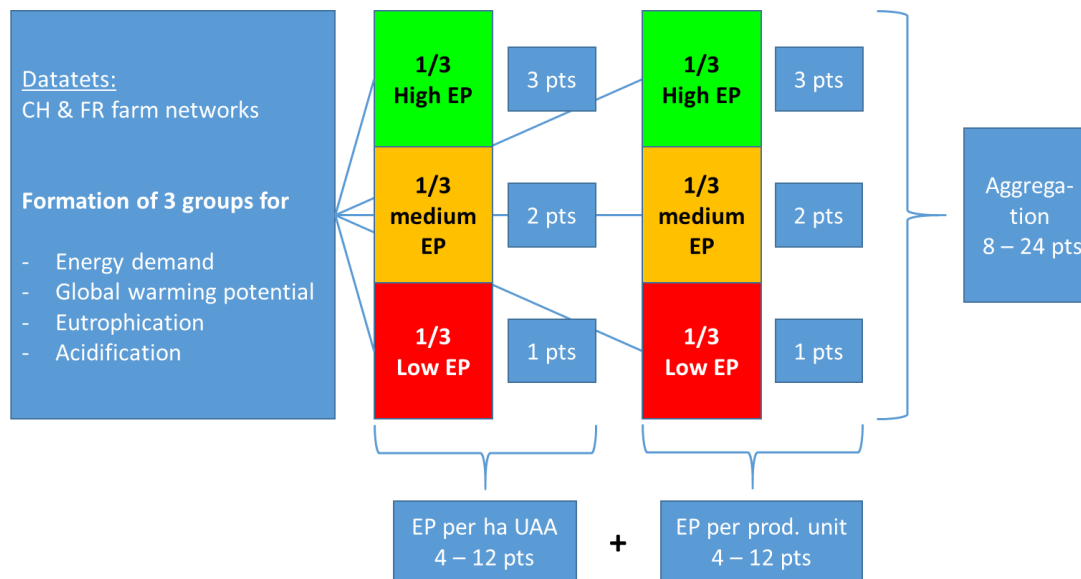 Datatets:
CH & FR farm networks
Formation of 3 groups for
- Energy demand
- Global warming potential
- Eutrophication
- Acidification
1/3
High EP
3 pts
1/3
medium
EP
2 pts
1/3
Low EP
1 pts
1/3
High EP
3 pts
1/3
medium
EP
2 pts
1/3
Low EP
1 pts
Aggrega-
tion
8 – 24 pts
EP per ha UAA
4 – 12 pts
+
EP per prod. unit
4 – 12 pts